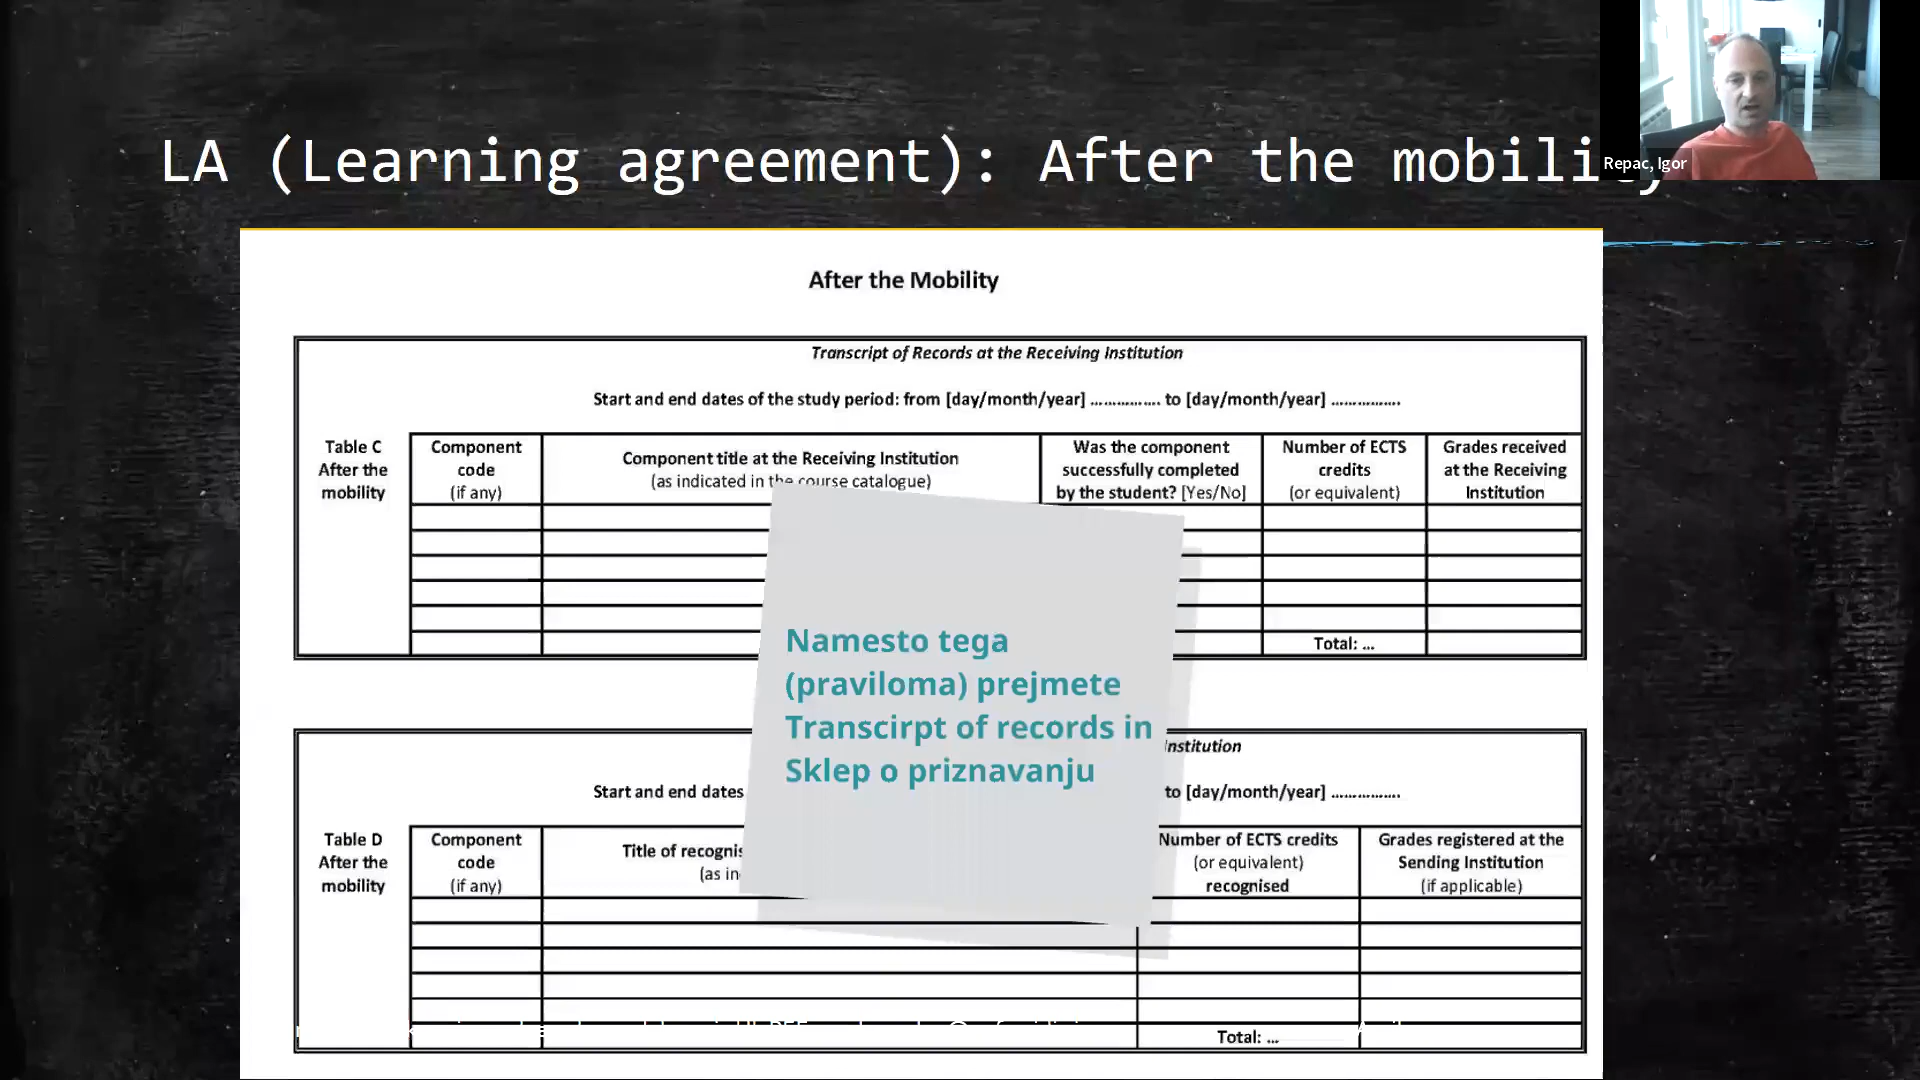 LA (Learning agreement): After the mobility
Repac, Igor
After the Mobility
Transcript of Records at the Receiving Institution
Start and end dates of the study period: from [day/month/year] ............... to [day/month/year] ...............
Table C
After the
mobility
Component
code
(if any)
Component title at the Receiving Institution
(as indicated in the course catalogue)
Was the component
successfully completed
by the student? [Yes/No]
Number of ECTS
credits
(or equivalent)
Grades received
at the Receiving
Institution
Total: ...
Namesto tega
(praviloma) prejmete
Transcirpt of records in
Sklep o priznavanju
Institution
Start and end dates
to [day/month/year] ...............
Table D
After the
mobility
Component
code
(if any)
Title of
(as
Number of ECTS credits
(or equivalent)
recognised
Grades registered at the
Sending Institution
(if applicable)
Total: ...